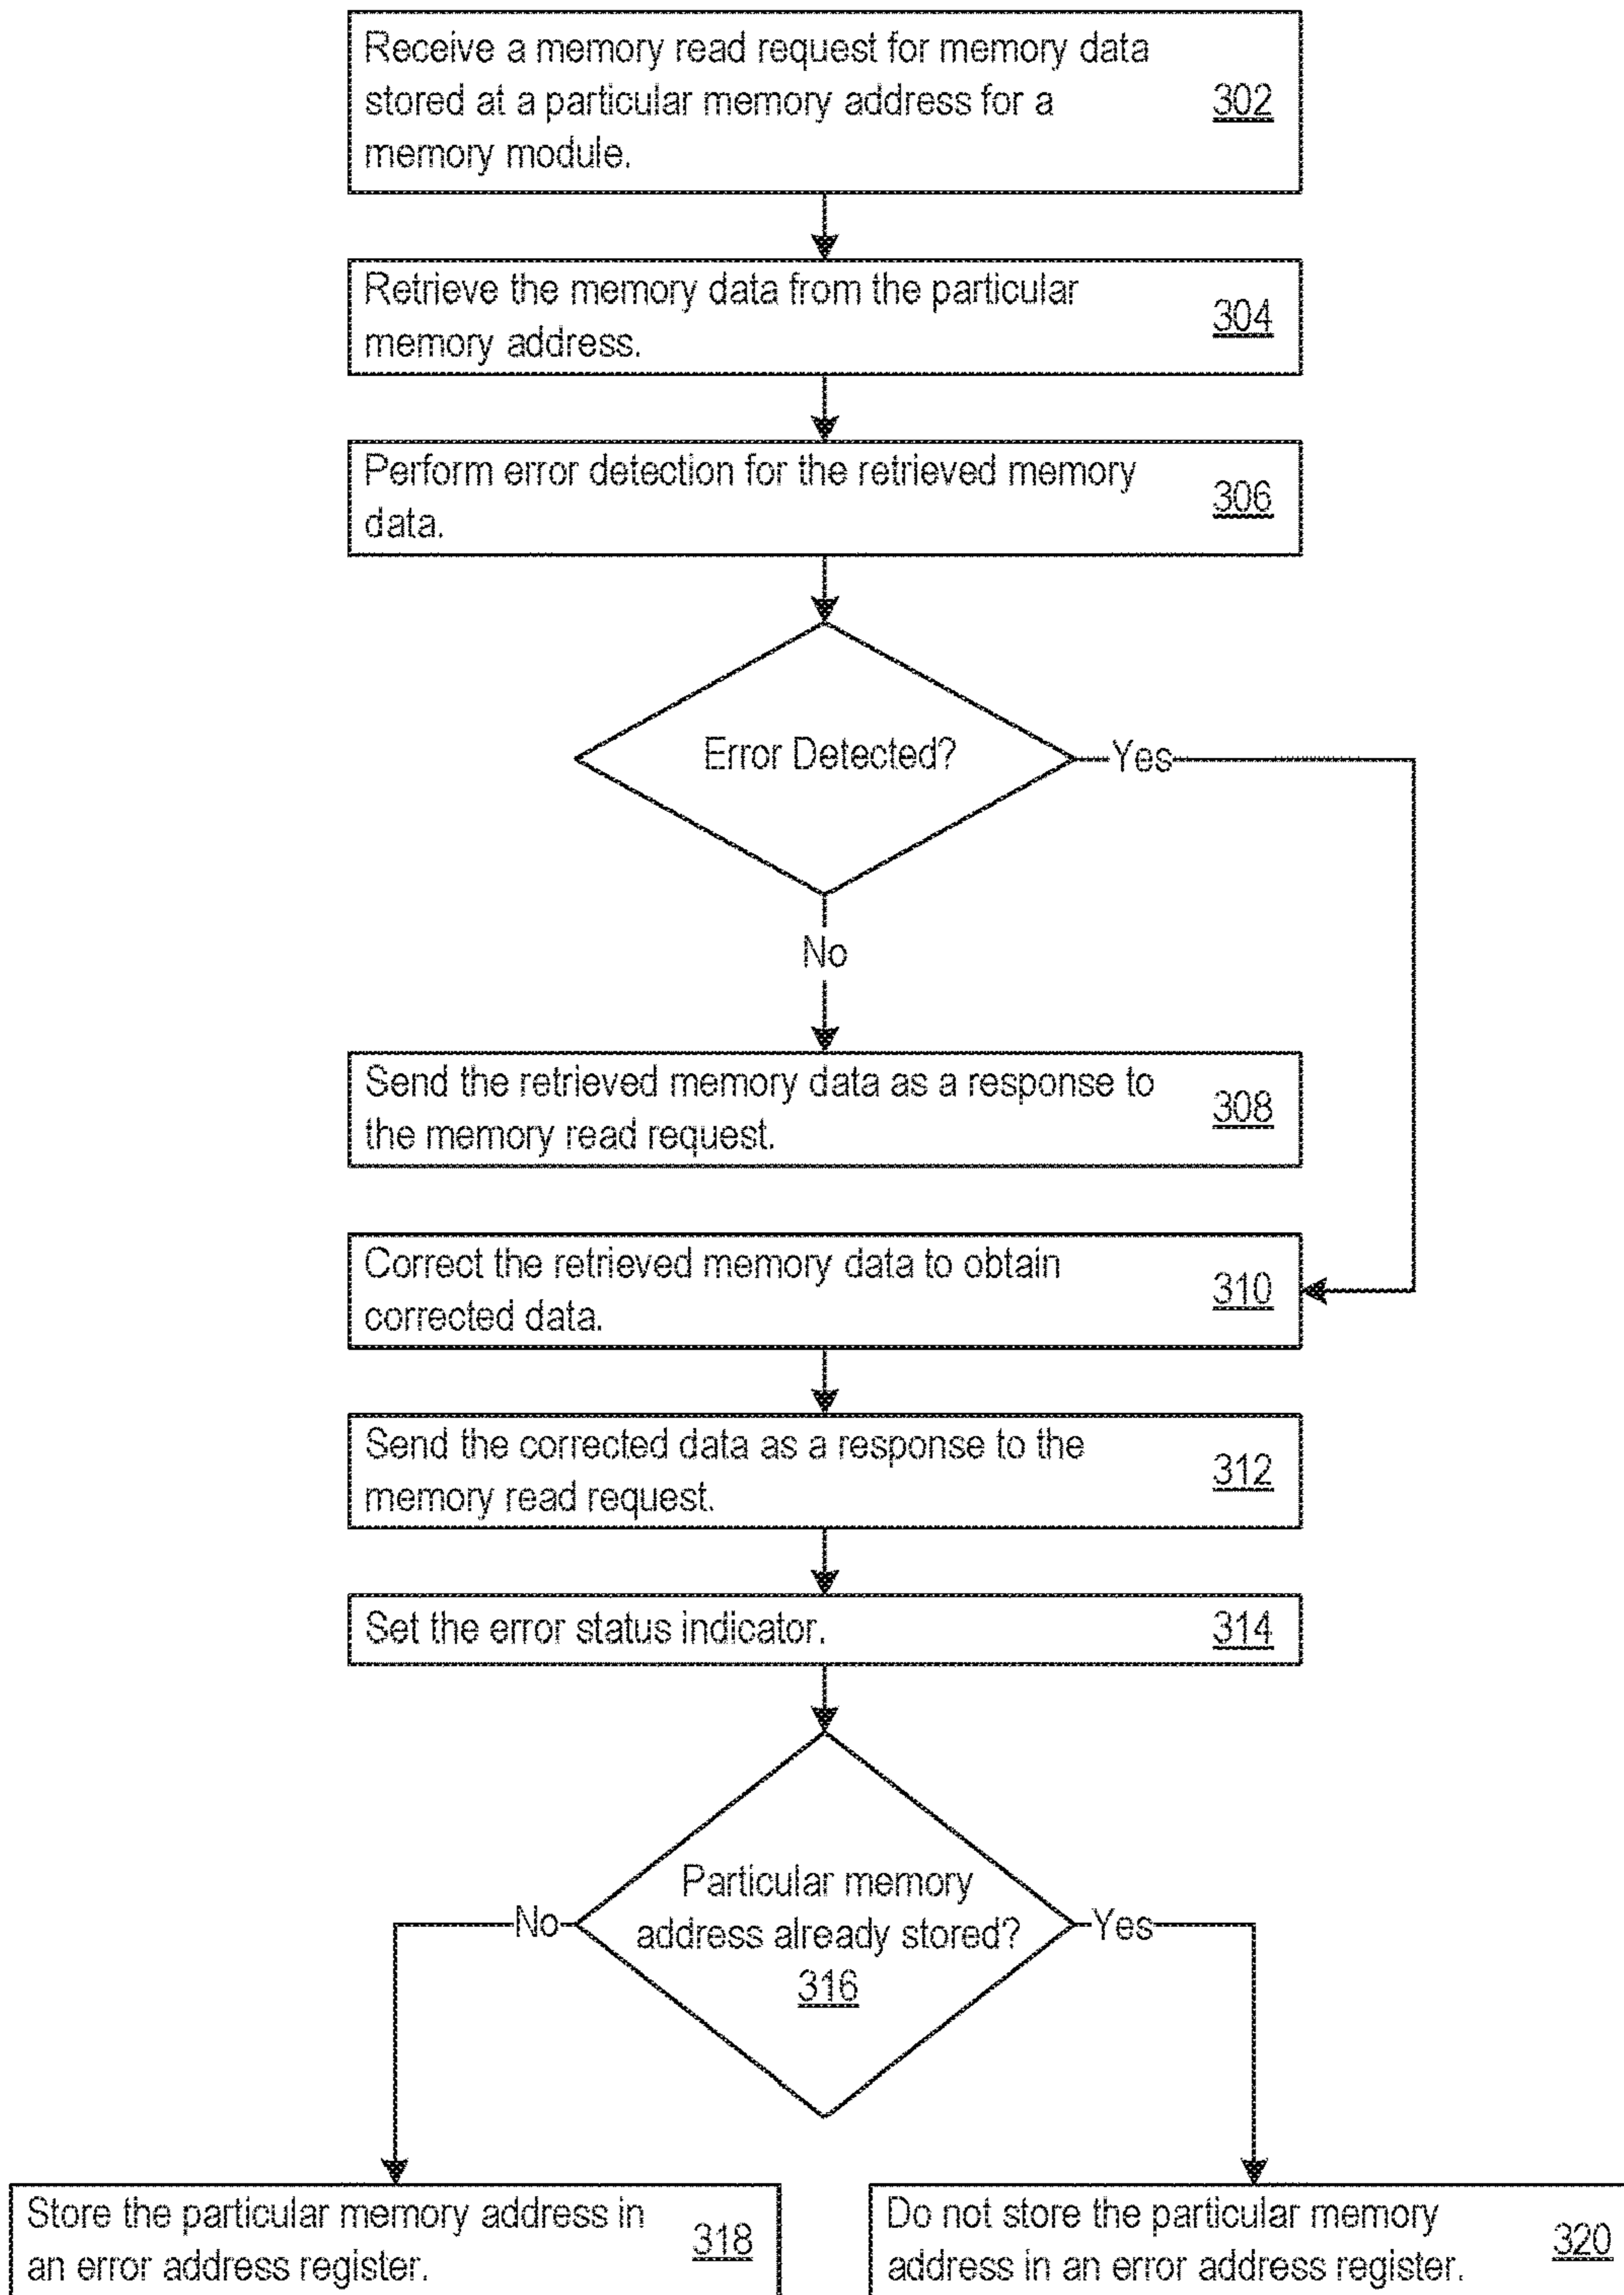 Receive a memory read request for memory data
stored at a particular memory address for a
memory module.
302
Retrieve the memory data from the particular
memory address.
304
Perform error detection for the retrieved memory
data.
306
Error Detected?
Yes
No
Send the retrieved memory data as a response to
the memory read request.
308
Correct the retrieved memory data to obtain
corrected data.
310
Send the corrected data as a response to the
memory read request.
312
Set the error status indicator.
314
Particular memory
address already stored?
316
No
Yes
Store the particular memory address in
an error address register.
318
Do not store the particular memory
address in an error address register.
320